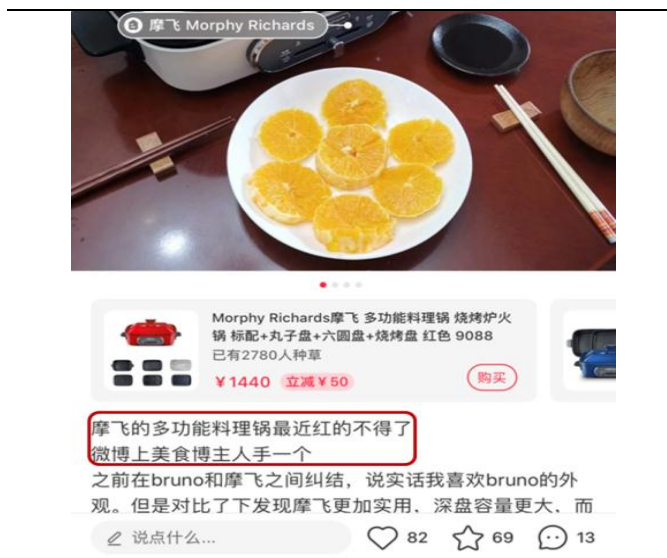 摩飞 Morphy Richards
Morphy Richards摩飞 多功能料理锅 烧烤炉火
锅 标配+丸子盘+六圆盘+烧烤盘 红色 9088
已有2780人种草
￥1440 立减￥50
购买
摩飞的多功能料理锅最近红的不得了
微博上美食博主人手一个
之前在bruno和摩飞之间纠结，说实话我喜欢bruno的外
观。但是对比了下发现摩飞更加实用，深盘容量更大，而
说点什么...
82
69
13